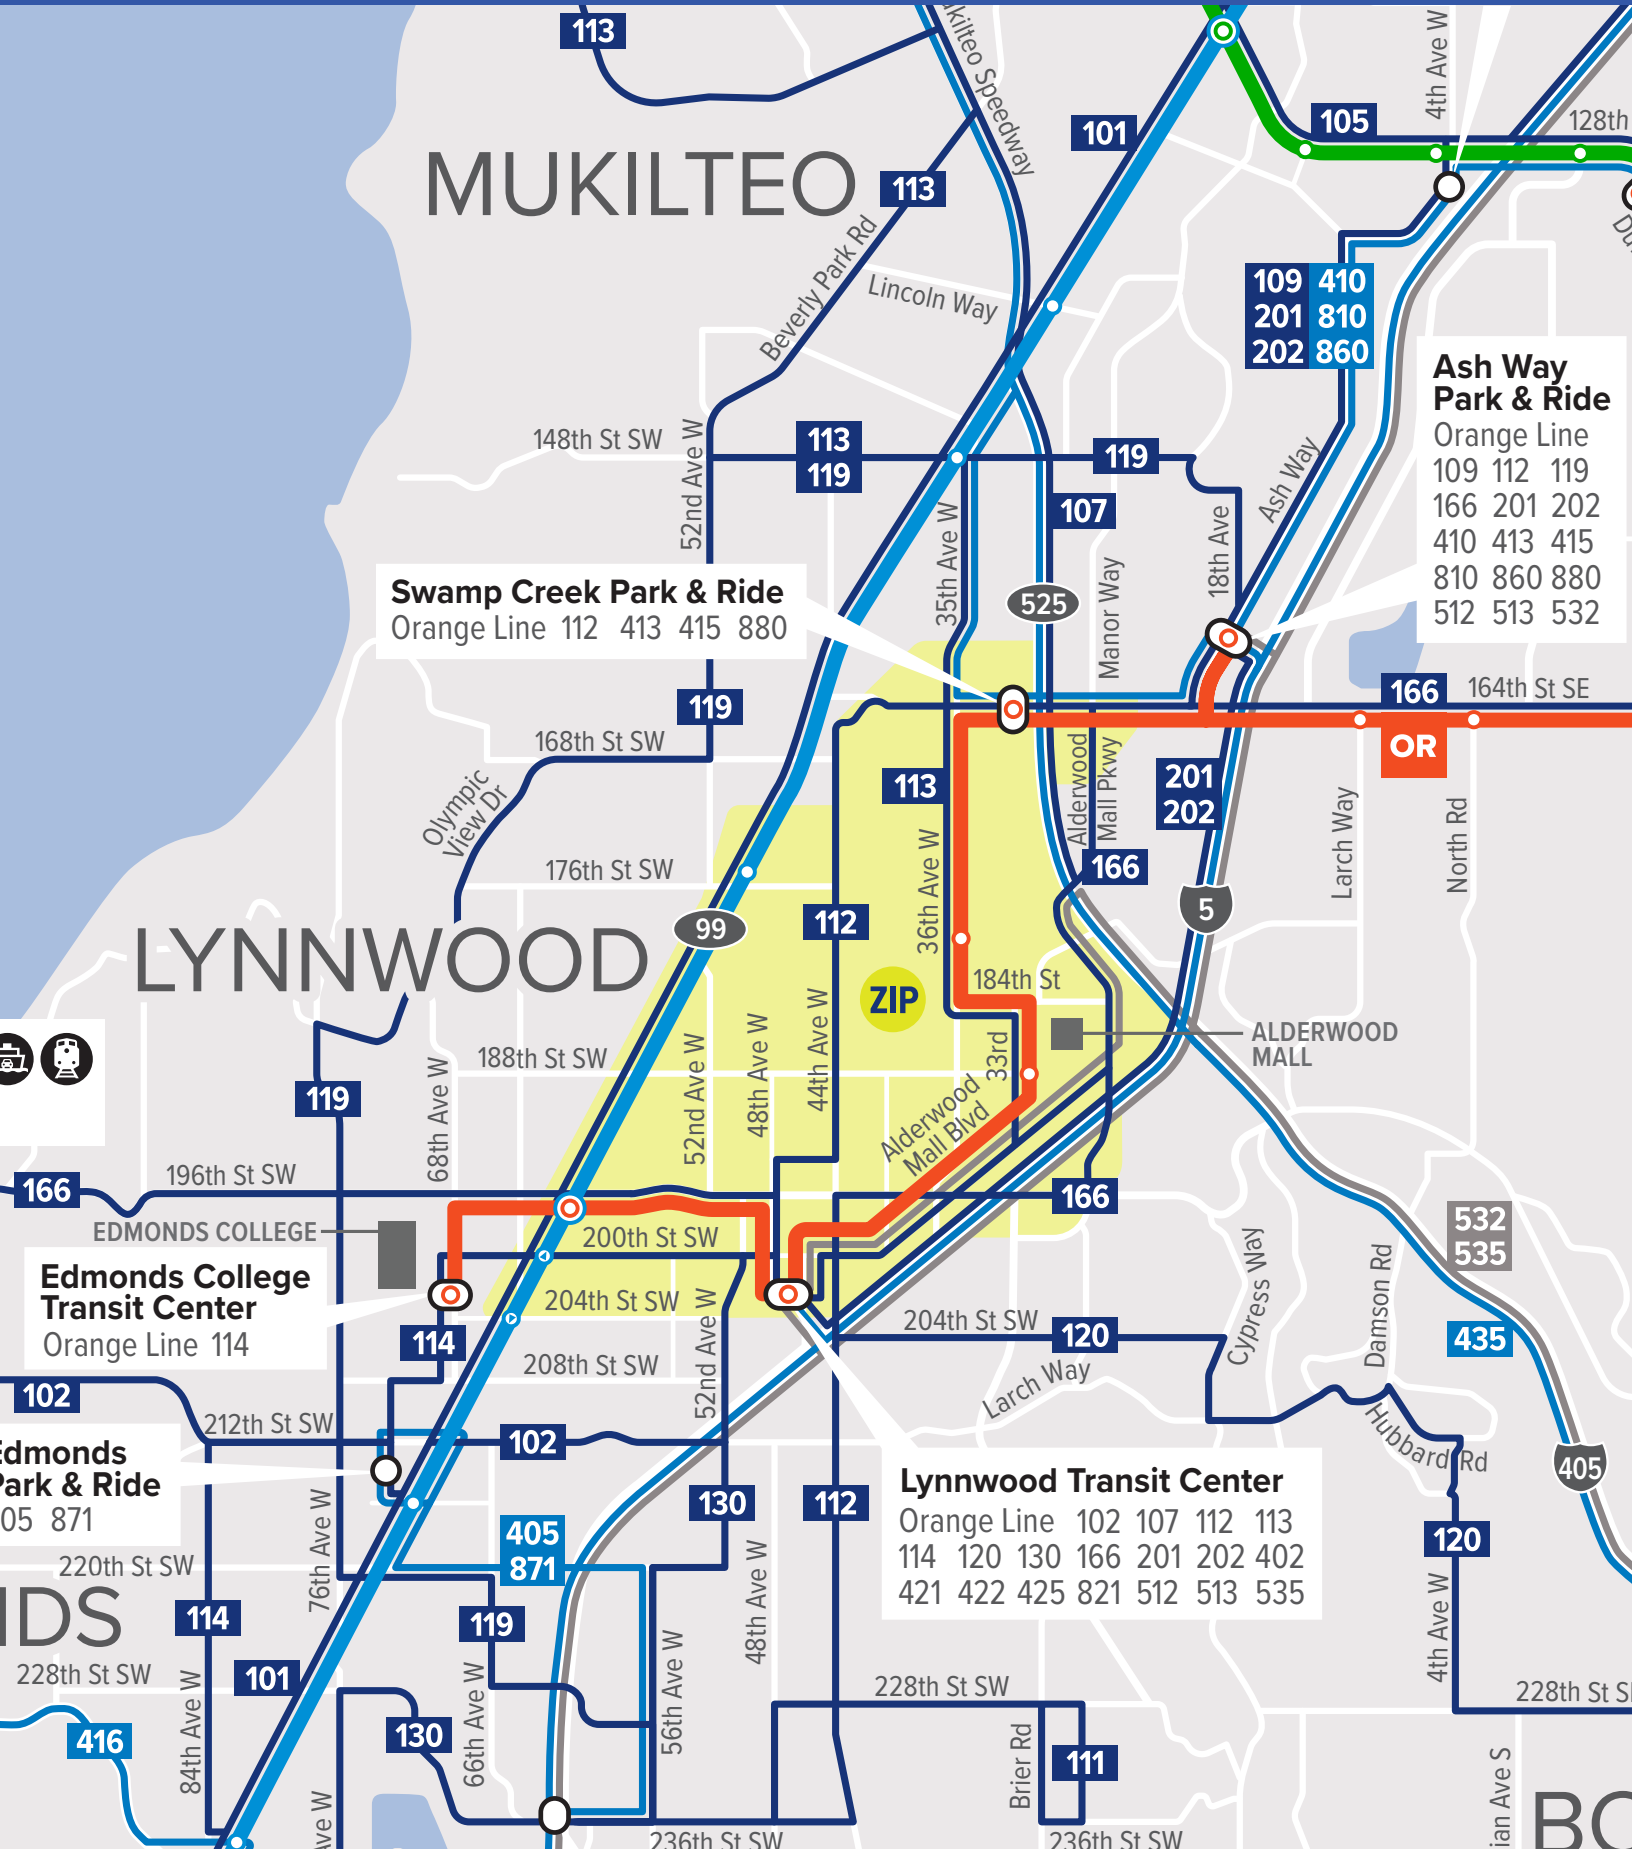 113
Mukilteo Speedway
4th Ave W
101
105
128th
MUKILTEO
113
Beverly Park Rd
Lincoln Way
109 410
201 810
202 860
Ash Way
Park & Ride
Orange Line
109 112 119
166 201 202
410 413 415
810 860 880
512 513 532
148th St SW
52nd Ave W
113
119
119
Ash Way
107
35th Ave W
18th Ave
525
Manor Way
Swamp Creek Park & Ride
Orange Line 112 413 415 880
119
166
164th St SE
OR
168th St SW
Olympic
View Dr
113
Alderwood
Mall Pkwy
201
202
Larch Way
North Rd
176th St SW
166
36th Ave W
5
LYNNWOOD
99
112
ZIP
184th St
ALDERWOOD
MALL
33rd
188th St SW
52nd Ave W
48th Ave W
44th Ave W
119
68th Ave W
Alderwood
Mall Blvd
166
196th St SW
166
EDMONDS COLLEGE
200th St SW
532
535
Edmonds College
Transit Center
Orange Line 114
204th St SW
Cypress Way
Damson Rd
114
204th St SW
120
435
208th St SW
52nd Ave W
Larch Way
102
212th St SW
102
Hubbard Rd
405
Edmonds
Park & Ride
05 871
Lynnwood Transit Center
Orange Line 102 107 112 113
114 120 130 166 201 202 402
421 422 425 821 512 513 535
76th Ave W
130
112
405
871
120
220th St SW
48th Ave W
NDS
114
119
4th Ave W
228th St SW
101
84th Ave W
66th Ave W
56th Ave W
228th St SW
228th St S
416
130
Brier Rd
111
Ave W
236th St SW
236th St SW
ian Ave S
BO